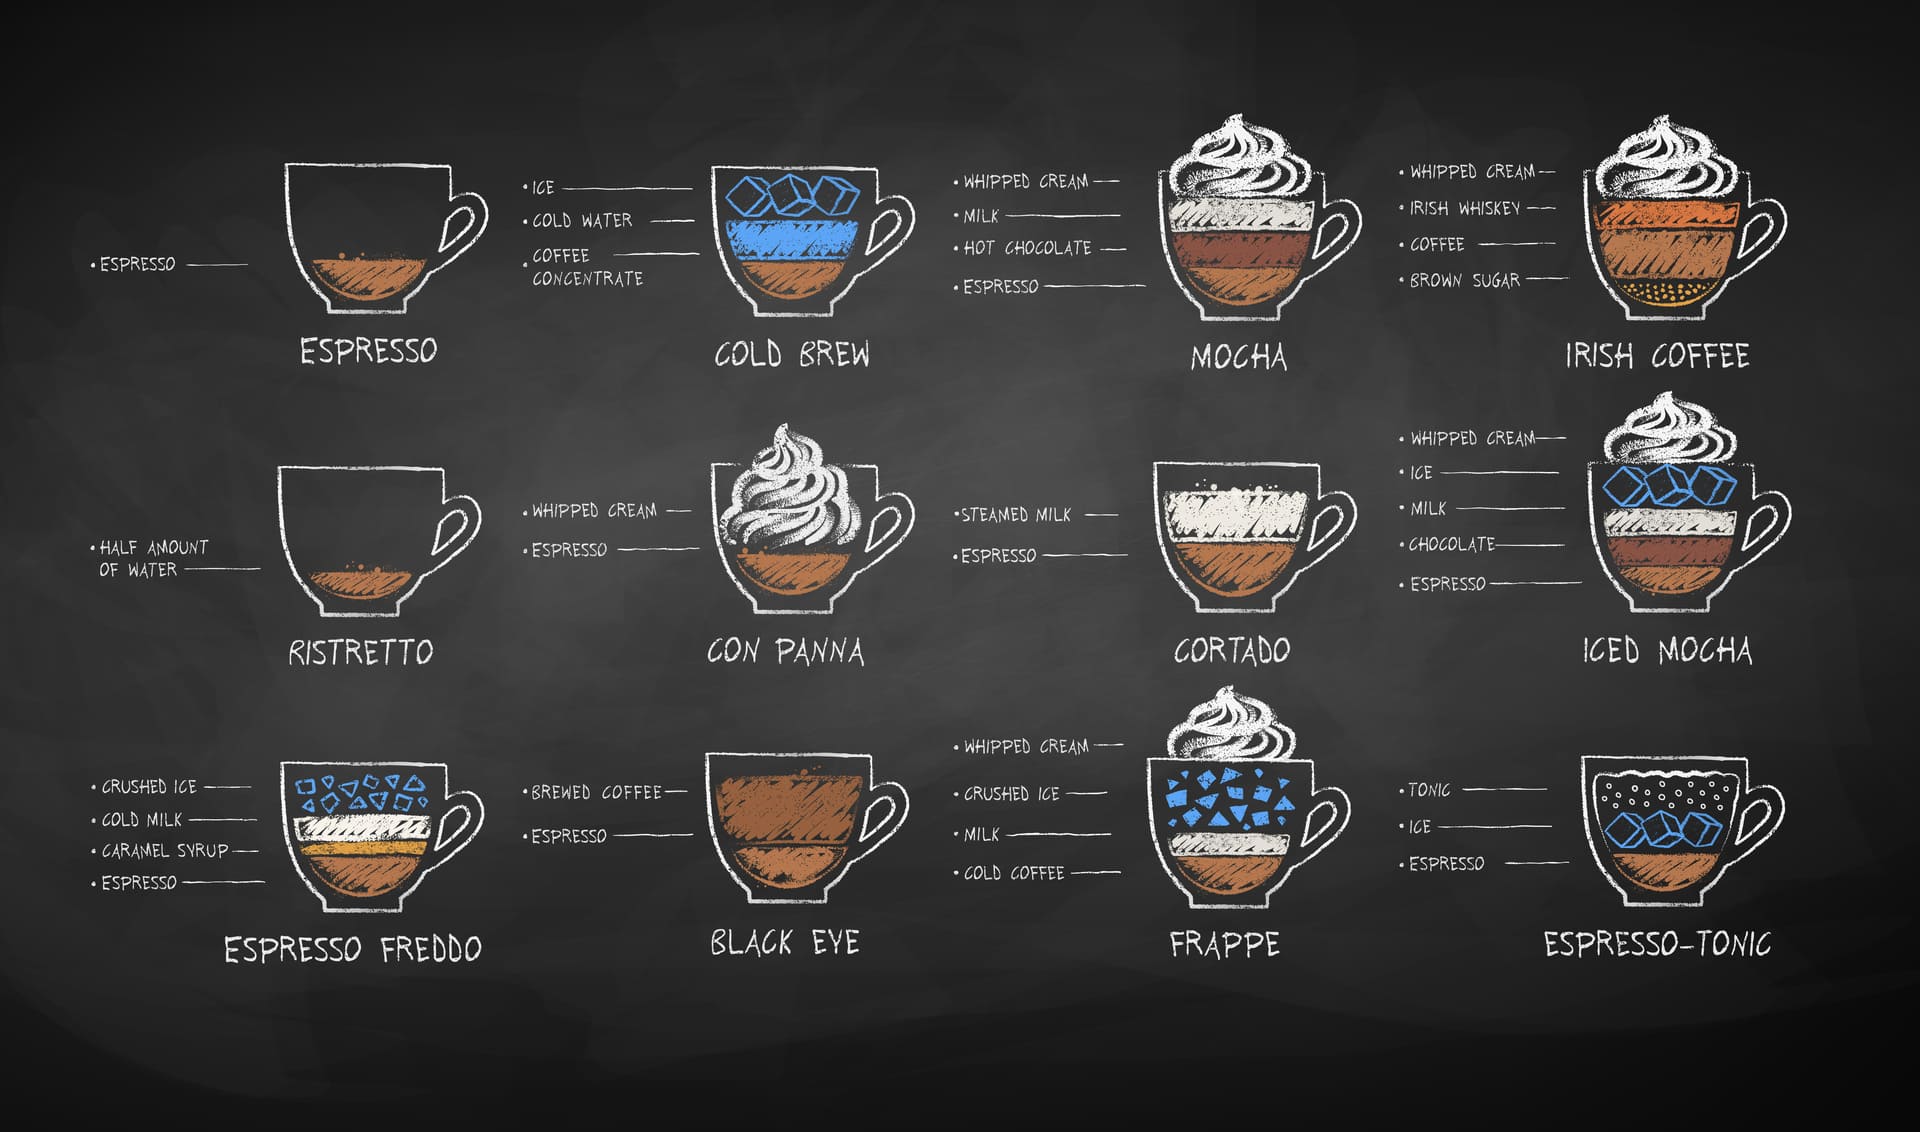 • ESPRESSO
ESPRESSO
• ICE
• COLD WATER
• COFFEE
CONCENTRATE
COLD BREW
• WHIPPED CREAM
• MILK
• HOT CHOCOLATE
• ESPRESSO
MOCHA
• WHIPPED CREAM
• IRISH WHISKEY
• COFFEE
• BROWN SUGAR
IRISH COFFEE
• HALF AMOUNT
OF WATER
RISTRETTO
• WHIPPED CREAM
• ESPRESSO
CON PANNA
• STEAMED MILK
• ESPRESSO
CORTADO
• WHIPPED CREAM
• ICE
• MILK
• CHOCOLATE
• ESPRESSO
ICED MOCHA
• CRUSHED ICE
• COLD MILK
• CARAMEL SYRUP
• ESPRESSO
ESPRESSO FREDDO
• BREWED COFFEE
• ESPRESSO
BLACK EYE
• WHIPPED CREAM
• CRUSHED ICE
• MILK
• COLD COFFEE
FRAPPE
• TONIC
• ICE
• ESPRESSO
ESPRESSO-TONIC